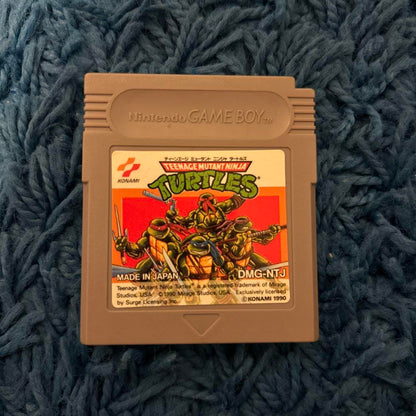 Nintendo GAME BOY™
ティーンエージ ミュータント ニンジャ タートルズ
TEENAGE MUTANT NINJA
TURTLES
KONAMI
MADE IN JAPAN
DMG-NTJ
Teenage Mutant Ninja Turtles® is a registered trademark of Mirage
Studios, USA. ©1990 Mirage Studios, USA. Exclusively licensed
by Surge Licensing Inc.
©KONAMI 1990